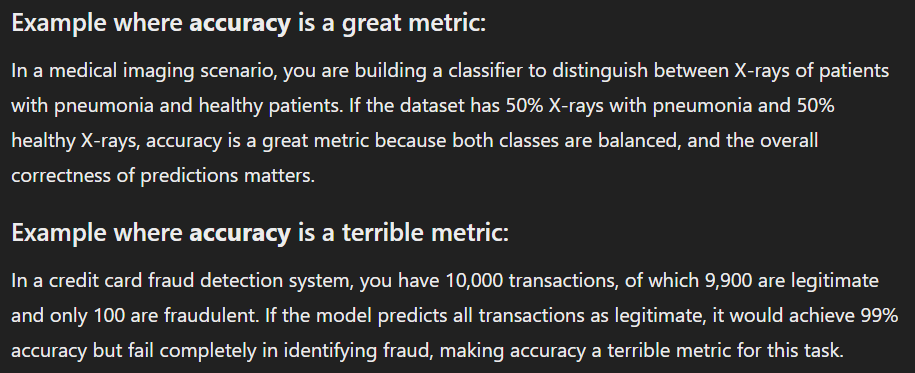 Example where accuracy is a great metric:
In a medical imaging scenario, you are building a classifier to distinguish between X-rays of patients
with pneumonia and healthy patients. If the dataset has 50% X-rays with pneumonia and 50%
healthy X-rays, accuracy is a great metric because both classes are balanced, and the overall
correctness of predictions matters.
Example where accuracy is a terrible metric:
In a credit card fraud detection system, you have 10,000 transactions, of which 9,900 are legitimate
and only 100 are fraudulent. If the model predicts all transactions as legitimate, it would achieve 99%
accuracy but fail completely in identifying fraud, making accuracy a terrible metric for this task.